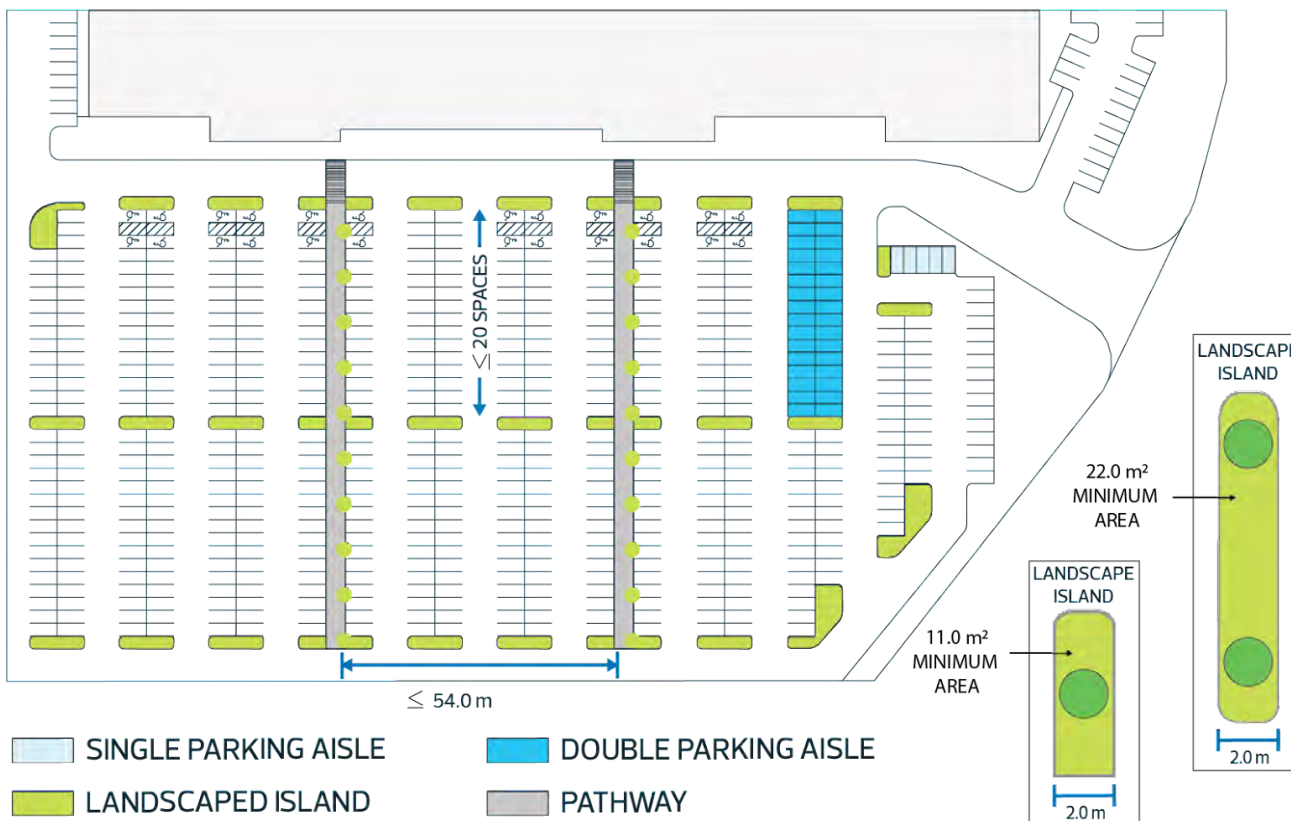 ≤ 20 SPACES
≤ 54.0 m
LANDSCAPE
ISLAND
22.0 m²
MINIMUM
AREA
2.0 m
LANDSCAPE
ISLAND
11.0 m²
MINIMUM
AREA
2.0 m
SINGLE PARKING AISLE
DOUBLE PARKING AISLE
LANDSCAPED ISLAND
PATHWAY